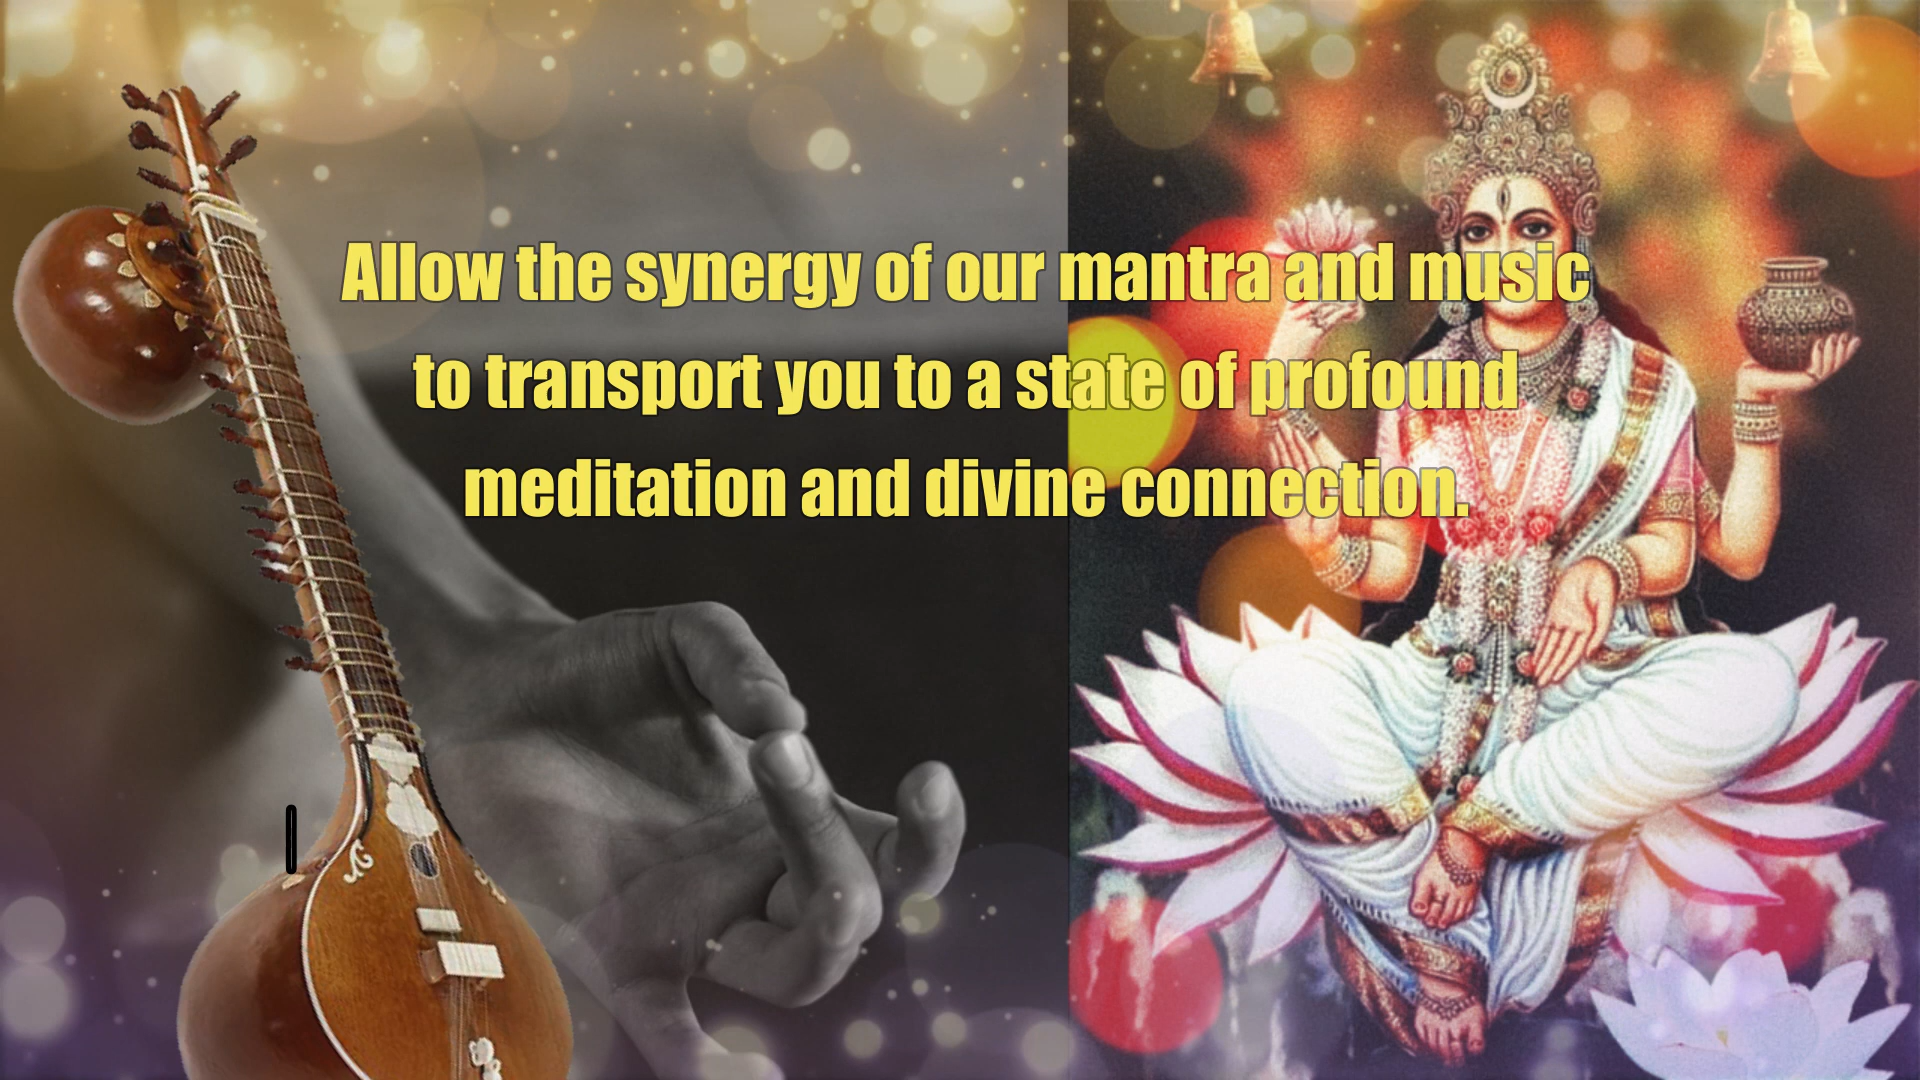 Allow the synergy of our mantra and music
to transport you to a state of profound
meditation and divine connection.